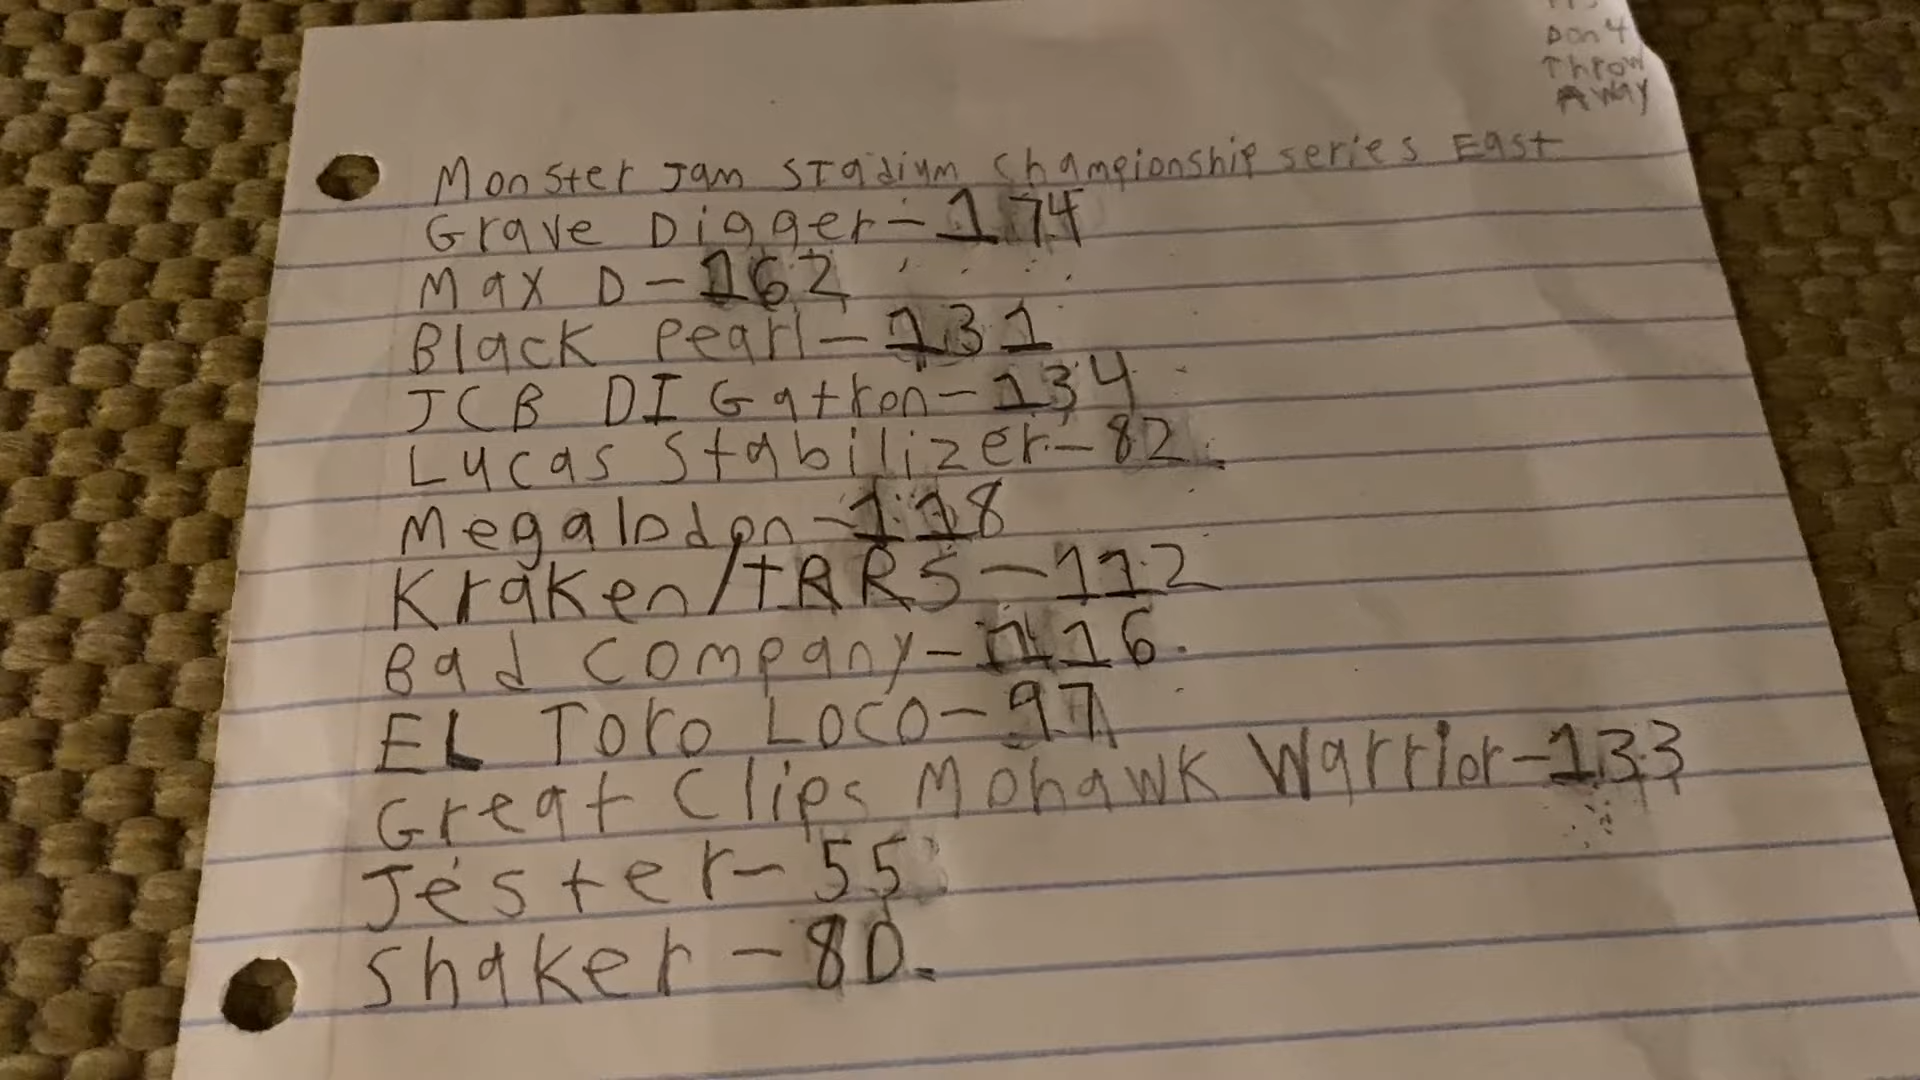 Don4
Throw
Away
Monster Jam Stadium Championship series East
Grave Digger-174
Max D-162
Black Pearl-131
JCB DIGatron-134
Lucas Stabilizer-82
Megalodon-118
Kraken/TRRS-112
Bad Company-116
EL Toro Loco-97
Great Clips Mohawk Warrior-133
Jester-55
Shaker-80